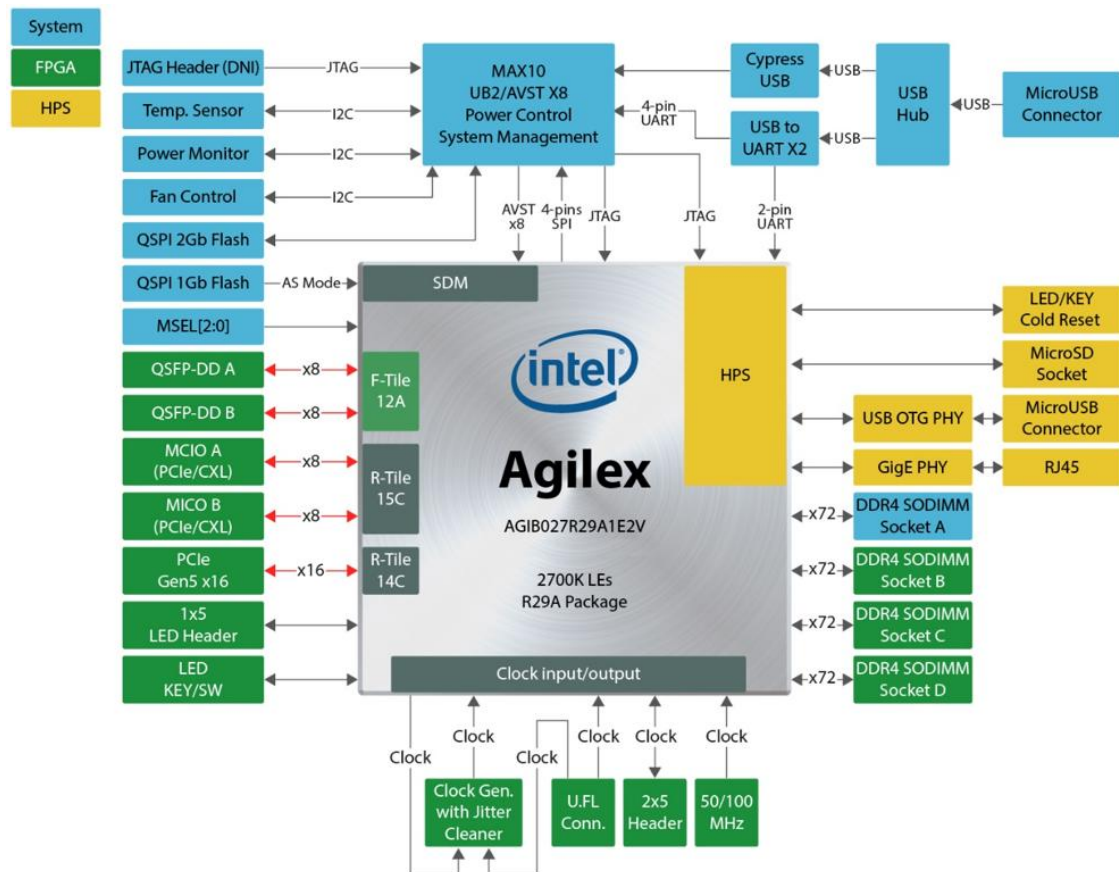 System
FPGA
HPS
JTAG Header (DNI)
JTAG
Temp. Sensor
I2C
Power Monitor
I2C
Fan Control
I2C
QSPI 2Gb Flash
QSPI 1Gb Flash
AS Mode
MSEL[2:0]
QSFP-DD A
x8
QSFP-DD B
x8
MCIO A
(PCIe/CXL)
x8
MICO B
(PCIe/CXL)
x8
PCIe
Gen5 x16
x16
1x5
LED Header
LED
KEY/SW
MAX10
UB2/AVST X8
Power Control
System Management
Cypress
USB
USB to
UART X2
4-pin
UART
USB
USB
USB
Hub
USB
MicroUSB
Connector
AVST
x8
4-pins
SPI
JTAG
JTAG
2-pin
UART
SDM
F-Tile
12A
R-Tile
15C
R-Tile
14C
intel
Agilex
AGIB027R29A1E2V
2700K LEs
R29A Package
HPS
Clock input/output
LED/KEY
Cold Reset
MicroSD
Socket
USB OTG PHY
MicroUSB
Connector
GigE PHY
RJ45
x72
DDR4 SODIMM
Socket A
x72
DDR4 SODIMM
Socket B
x72
DDR4 SODIMM
Socket C
x72
DDR4 SODIMM
Socket D
Clock
Clock
Clock
Clock
Clock
Clock
Clock Gen.
with Jitter
Cleaner
U.FL
Conn.
2x5
Header
50/100
MHz